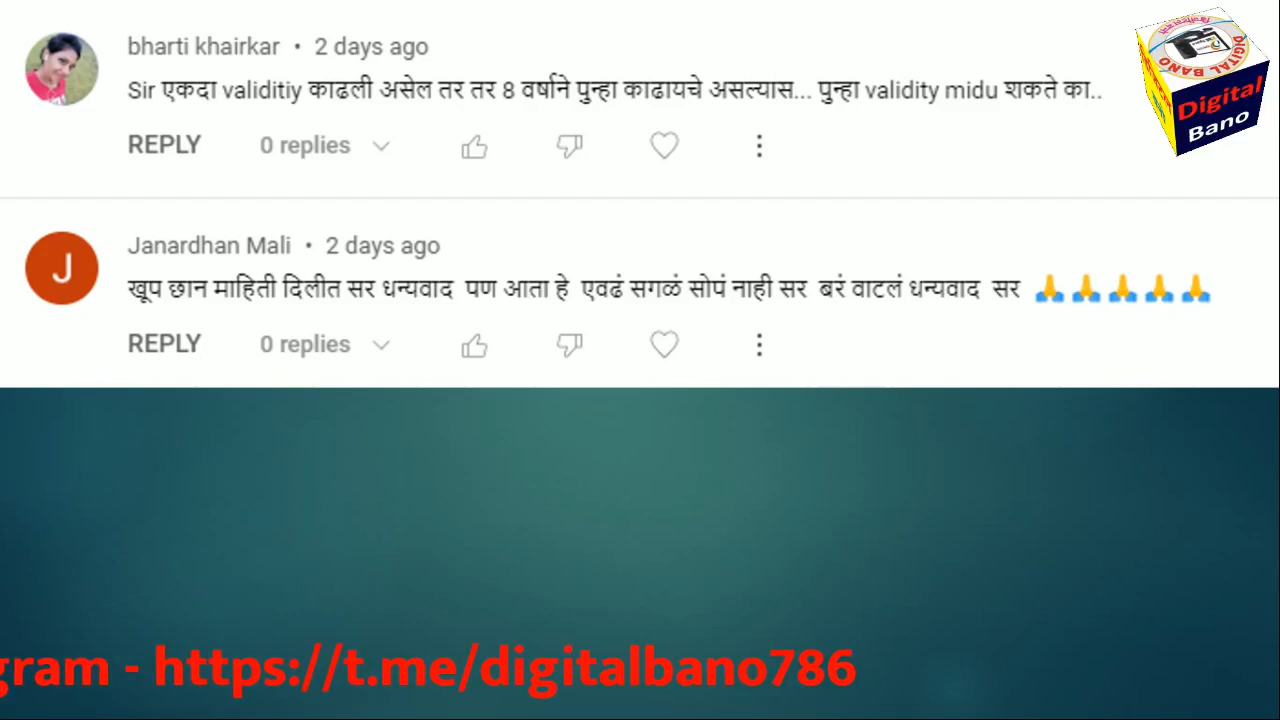 bharti khairkar • 2 days ago
Sir एकदा validitiy काढली असेल तर तर 8 वर्षाने पुन्हा काढायचे असल्यास... पुन्हा validity midu शकते का..
REPLY 0 replies
Janardhan Mali • 2 days ago
J
खूप छान माहिती दिलीत सर धन्यवाद पण आता हे एवढं सगळं सोपं नाही सर बरं वाटलं धन्यवाद सर 🙏🙏🙏🙏🙏
REPLY 0 replies
DIGITAL BANO
Digital
Bano
gram - https://t.me/digitalbano786